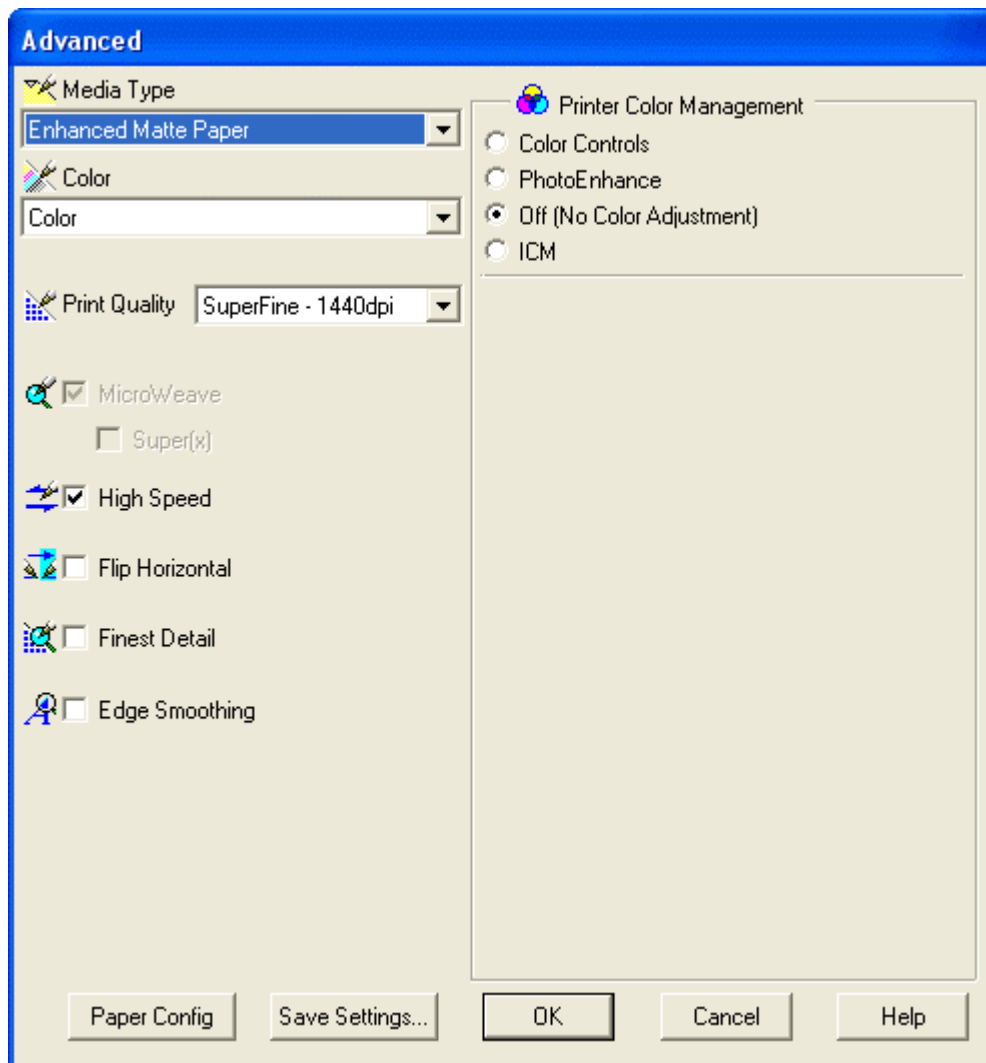 Advanced
Media Type
Enhanced Matte Paper
Color
Color
Print Quality
SuperFine - 1440dpi
MicroWeave
Super(x)
High Speed
Flip Horizontal
Finest Detail
Edge Smoothing
Printer Color Management
Color Controls
PhotoEnhance
Off (No Color Adjustment)
ICM
Paper Config
Save Settings...
OK
Cancel
Help